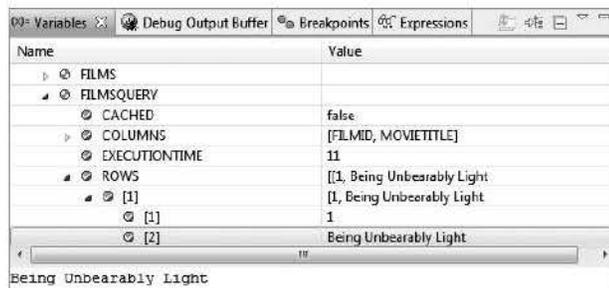 (x)= Variables Debug Output Buffer Breakpoints Expressions
Name Value
FILMS
FILMSQUERY
CACHED false
COLUMNS [FILMID, MOVIETITLE]
EXECUTIONTIME 11
ROWS [[1, Being Unbearably Light
[1] [1, Being Unbearably Light
[1] 1
[2] Being Unbearably Light
Being Unbearably Light